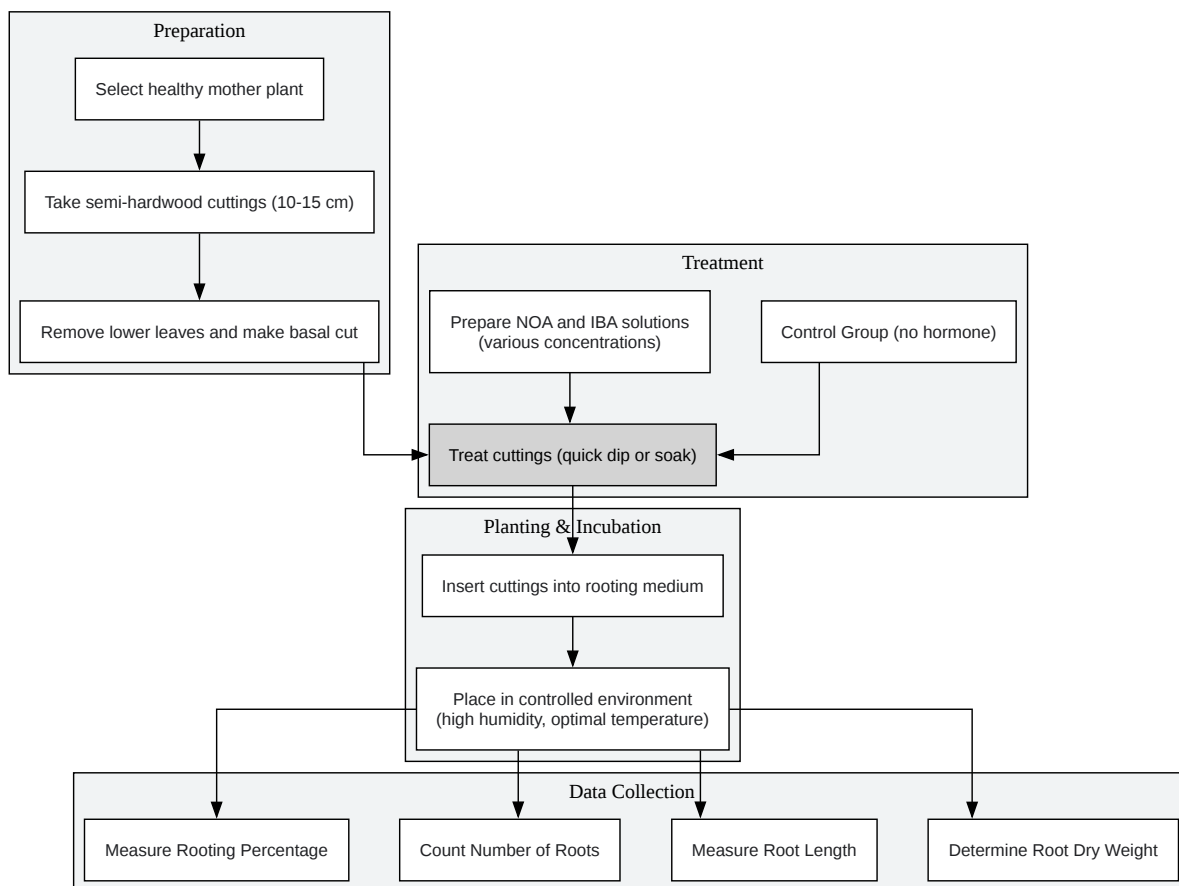 Preparation
Select healthy mother plant
Take semi-hardwood cuttings (10-15 cm)
Remove lower leaves and make basal cut
Treatment
Prepare NOA and IBA solutions
(various concentrations)
Control Group (no hormone)
Treat cuttings (quick dip or soak)
Planting & Incubation
Insert cuttings into rooting medium
Place in controlled environment
(high humidity, optimal temperature)
Data Collection
Measure Rooting Percentage
Count Number of Roots
Measure Root Length
Determine Root Dry Weight